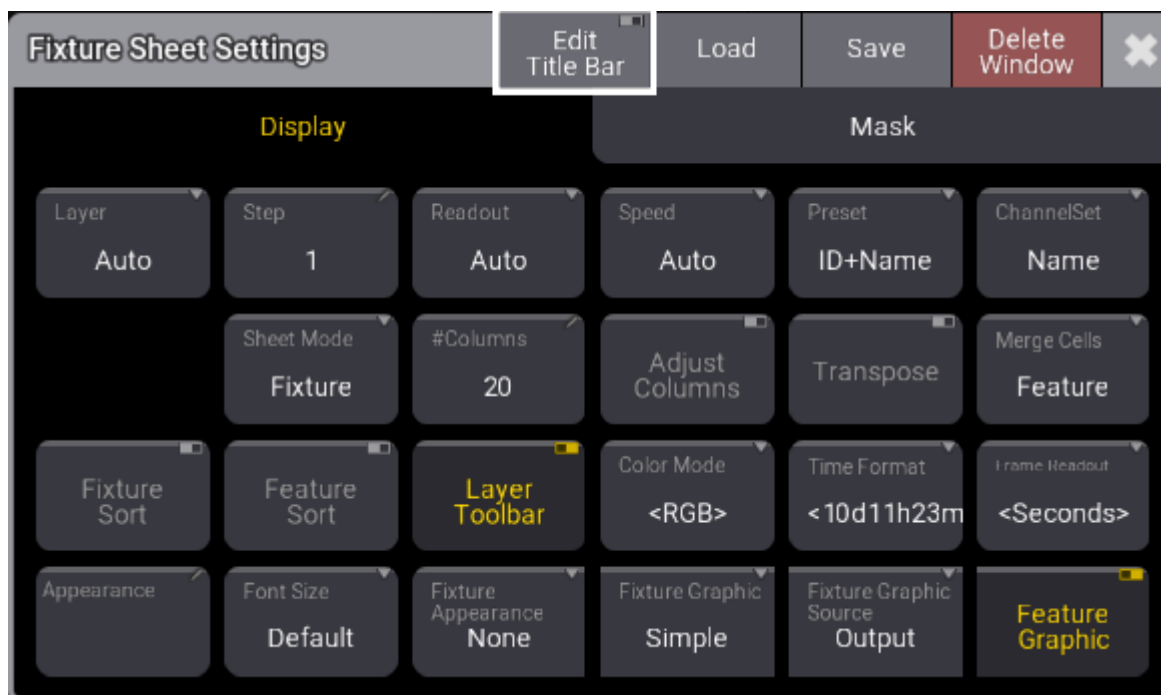 Fixture Sheet Settings
Edit
Title Bar
Load
Save
Delete
Window
Display
Mask
Layer
Auto
Step
1
Readout
Auto
Speed
Auto
Preset
ID+Name
ChannelSet
Name
Sheet Mode
Fixture
#Columns
20
Adjust
Columns
Transpose
Merge Cells
Feature
Fixture
Sort
Feature
Sort
Layer
Toolbar
Color Mode
<RGB>
Time Format
<10d11h23m
Frame Readout
<Seconds>
Appearance
Font Size
Default
Fixture
Appearance
None
Fixture Graphic
Simple
Fixture Graphic
Source
Output
Feature
Graphic